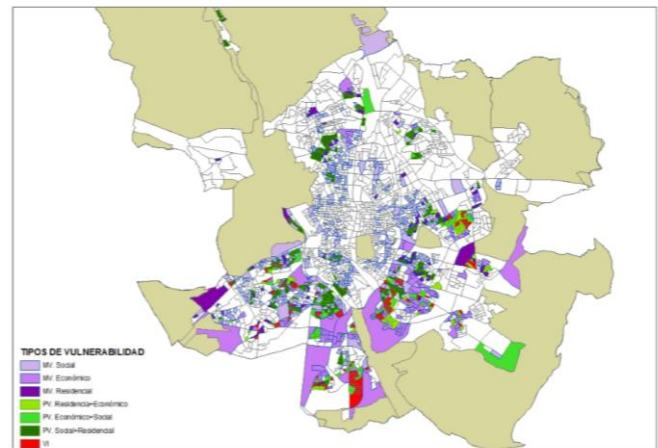 TIPOS DE VULNERABILIDAD
MV. Social
MV. Económico
MV. Residencial
PV. Residencia+Económico
PV. Económico+Social
PV. Social+Residencial
VI